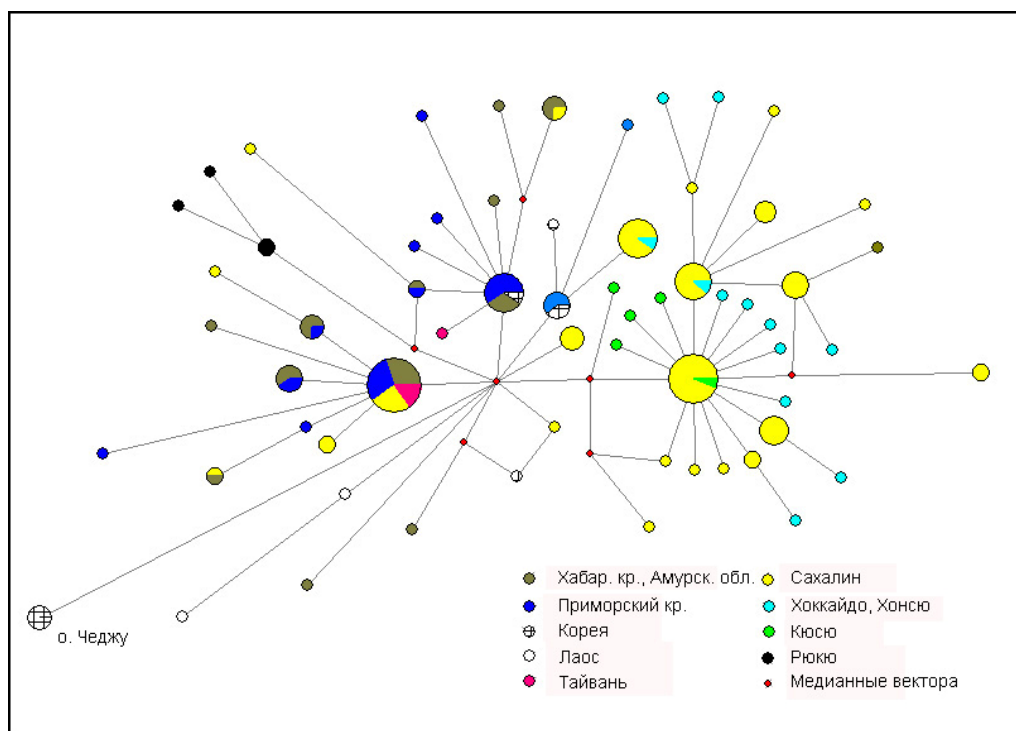 о. Чеджу
Хабар. кр., Амурск. обл.
Приморский кр.
Корея
Лаос
Тайвань
Сахалин
Хоккайдо, Хонсю
Кюсю
Рюкю
Медианные вектора